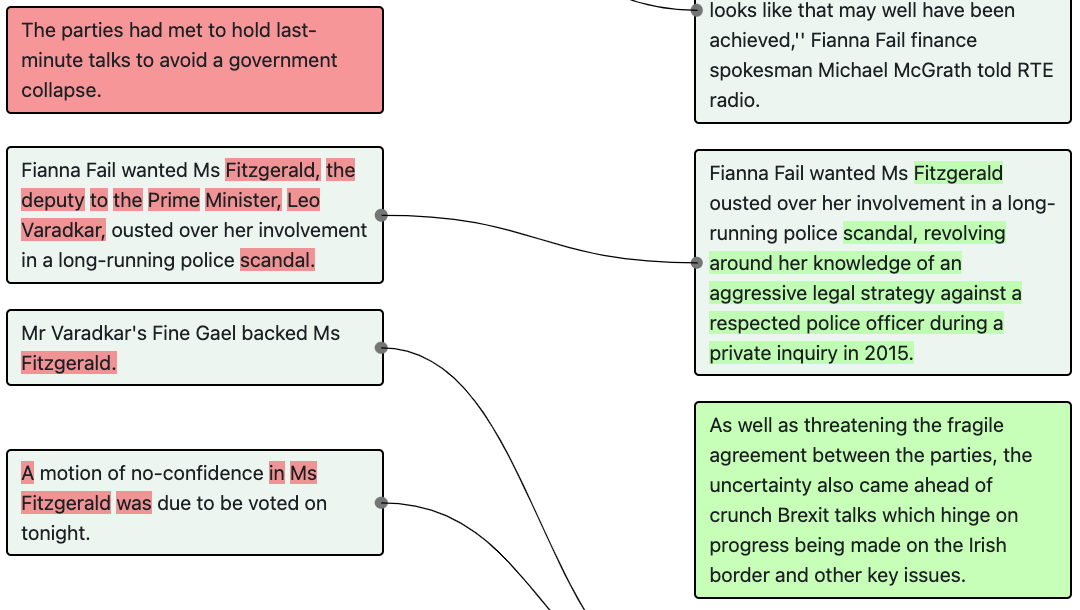 The parties had met to hold last-
minute talks to avoid a government
collapse.
Fianna Fail wanted Ms Fitzgerald, the
deputy to the Prime Minister, Leo
Varadkar, ousted over her involvement
in a long-running police scandal.
Mr Varadkar's Fine Gael backed Ms
Fitzgerald.
A motion of no-confidence in Ms
Fitzgerald was due to be voted on
tonight.
looks like that may well have been
achieved,'' Fianna Fail finance
spokesman Michael McGrath told RTE
radio.
Fianna Fail wanted Ms Fitzgerald
ousted over her involvement in a long-
running police scandal, revolving
around her knowledge of an
aggressive legal strategy against a
respected police officer during a
private inquiry in 2015.
As well as threatening the fragile
agreement between the parties, the
uncertainty also came ahead of
crunch Brexit talks which hinge on
progress being made on the Irish
border and other key issues.